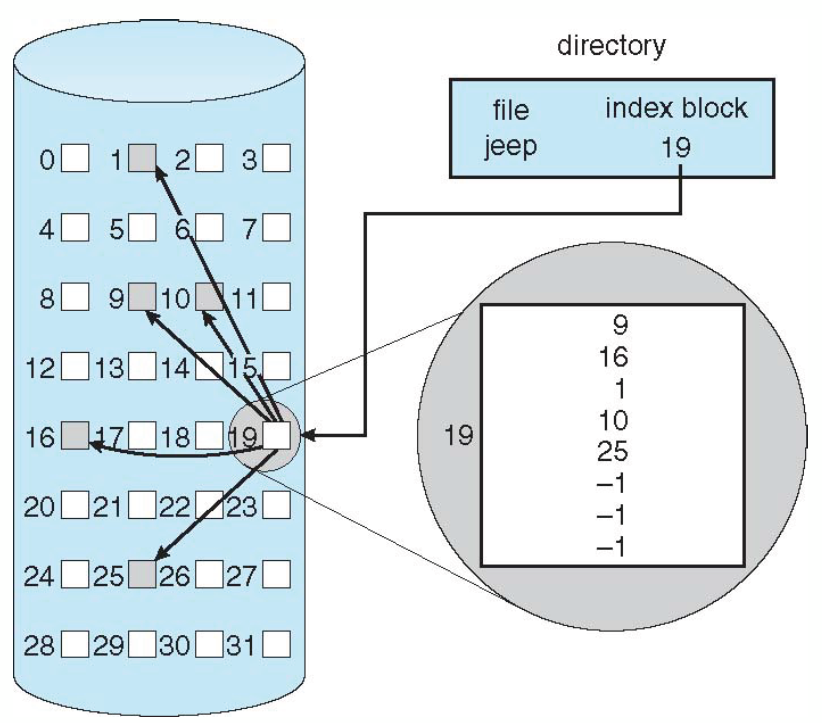 directory
file index block
jeep 19
0 1 2 3
4 5 6 7
8 9 10 11
12 13 14 15
16 17 18 19
20 21 22 23
24 25 26 27
28 29 30 31
19
9
16
1
10
25
–1
–1
–1